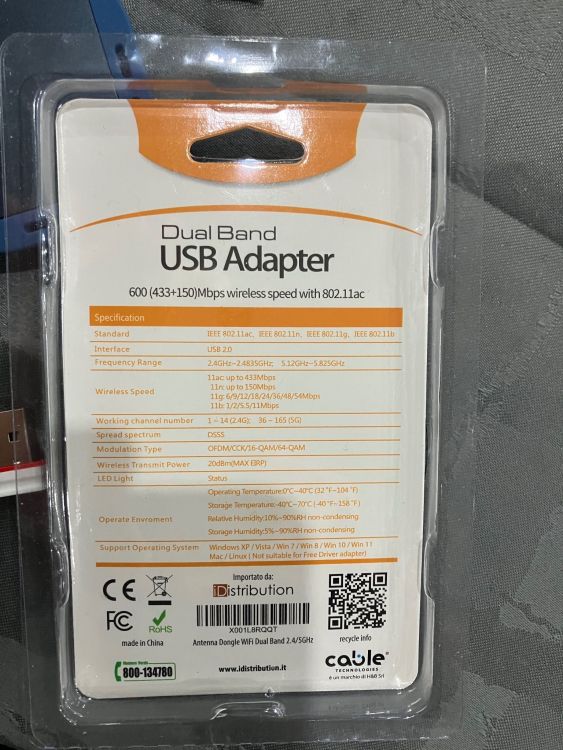 Dual Band
USB Adapter
600 (433+150)Mbps wireless speed with 802.11ac
Specification
Standard IEEE 802.11ac、IEEE 802.11n、IEEE 802.11g、IEEE 802.11b
Interface USB 2.0
Frequency Range 2.4GHz~2.4835GHz; 5.12GHz~5.825GHz
Wireless Speed 11ac: up to 433Mbps
11n: up to 150Mbps
11g: 6/9/12/18/24/36/48/54Mbps
11b: 1/2/5.5/11Mbps
Working channel number 1~14 (2.4G); 36~165 (5G)
Spread spectrum DSSS
Modulation Type OFDM/CCK/16-QAM/64-QAM
Wireless Transmit Power 20dBm(MAX EIRP)
LED Light Status
Operate Enviroment Operating Temperature:0℃~40℃ (32 ℉~104 ℉)
Storage Temperature:-40℃~70℃ (-40 ℉~158 ℉)
Relative Humidity:10%~90%RH non-condensing
Storage Humidity:5%~90%RH non-condensing
Support Operating System Windows XP / Vista / Win 7 / Win 8 / Win 10 / Win 11
Mac / Linux ( Not suitable for Free Driver adapter)
CE
FC
RoHS
made in China
Importato da:
iDistribution
X001L8RQQT
Antenna Dongle WiFi Dual Band 2.4/5GHz
recycle info
Numero Verde
800-134780
www.idistribution.it
cable
TECHNOLOGIES
è un marchio di H&O Srl